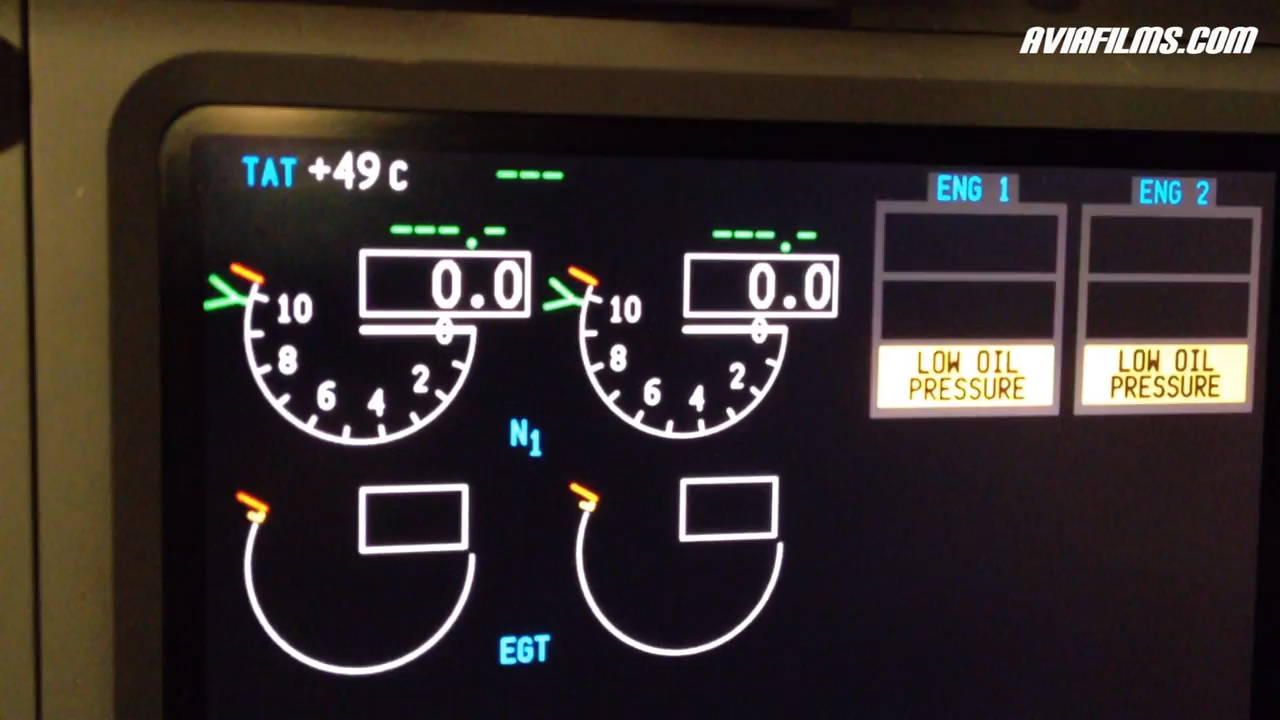 AVIAFILMS.COM
TAT +49 C ---
ENG 1
ENG 2
---.-
---.-
0.0
0.0
10
8
6
4
2
0
10
8
6
4
2
0
LOW OIL
PRESSURE
LOW OIL
PRESSURE
N1
EGT